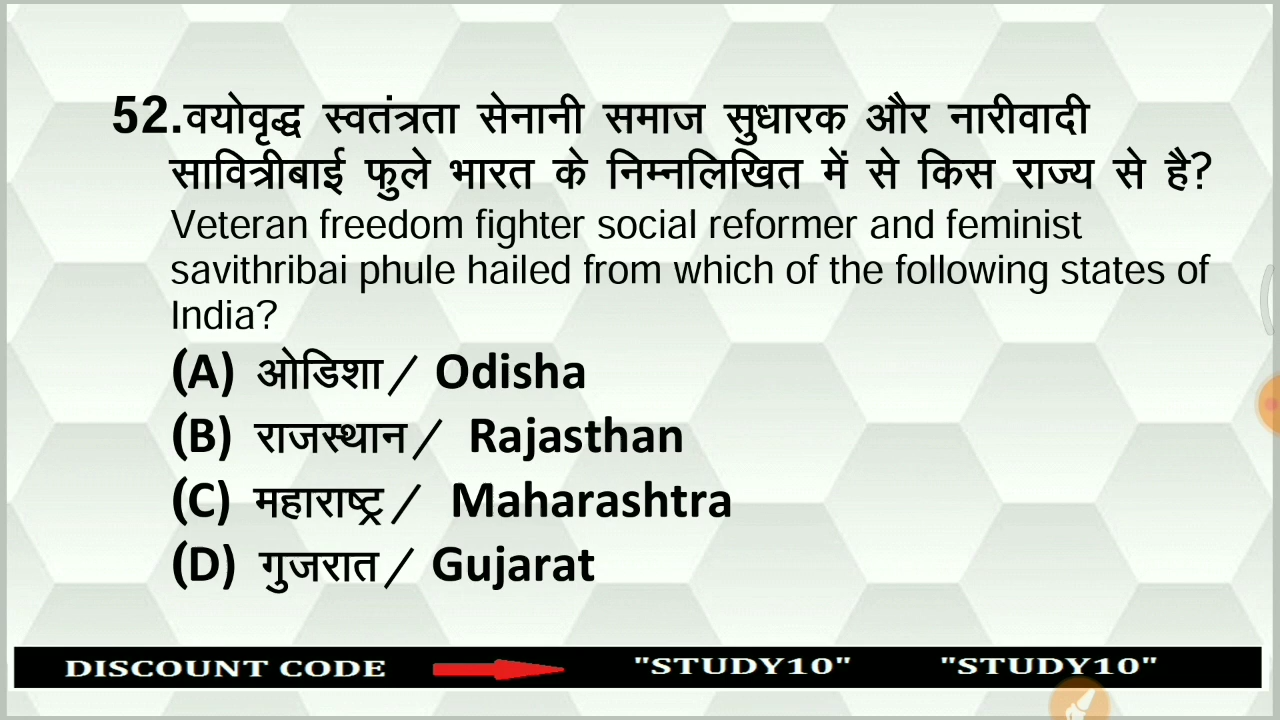 52.वयोवृद्ध स्वतंत्रता सेनानी समाज सुधारक और नारीवादी
सावित्रीबाई फुले भारत के निम्नलिखित में से किस राज्य से है?
Veteran freedom fighter social reformer and feminist
savithribai phule hailed from which of the following states of
India?
(A) ओडिशा/ Odisha
(B) राजस्थान/ Rajasthan
(C) महाराष्ट्र/ Maharashtra
(D) गुजरात/ Gujarat
DISCOUNT CODE "STUDY10" "STUDY10"